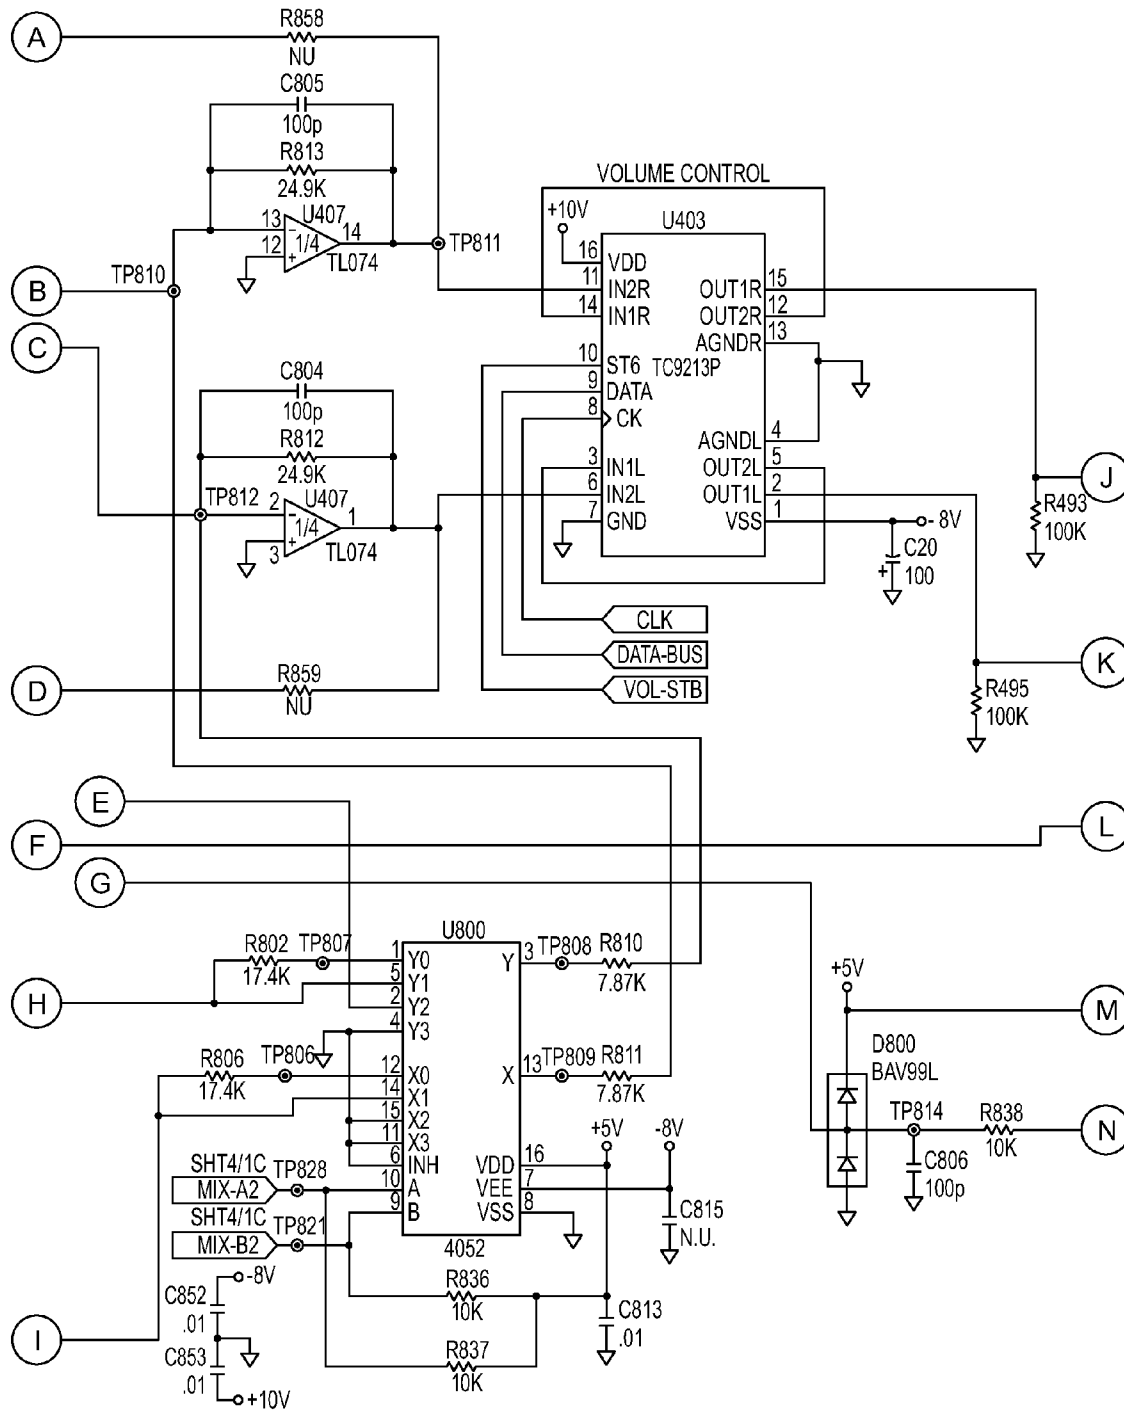 A
R858
NU
C805
100p
R813
24.9K
U407
13
14
1/4
12
TL074
TP811
TP810
B
C
VOLUME CONTROL
+10V
U403
16
VDD
11
IN2R
14
IN1R
10
ST6
9
DATA
8
CK
3
IN1L
6
IN2L
7
GND
TC9213P
OUT1R
15
OUT2R
12
AGNDR
13
AGNDL
4
OUT2L
5
OUT1L
2
VSS
1
- 8V
C20
+
100
C804
100p
R812
24.9K
TP812
U407
2
1
1/4
3
TL074
J
R493
100K
CLK
DATA-BUS
VOL-STB
D
R859
NU
K
R495
100K
E
F
L
G
U800
R802
TP807
17.4K
1
Y0
5
Y1
2
Y2
4
Y3
H
R806
TP806
17.4K
12
X0
14
X1
15
X2
11
X3
6
INH
10
A
9
B
Y
3
TP808
R810
7.87K
X
13
TP809
R811
7.87K
VDD
16
VEE
7
VSS
8
4052
+5V
-8V
C815
N.U.
+5V
M
D800
BAV99L
TP814
R838
10K
N
C806
100p
SHT4/1C
TP828
MIX-A2
SHT4/1C
TP821
MIX-B2
-8V
C852
.01
C853
.01
+10V
I
R836
10K
R837
10K
C813
.01